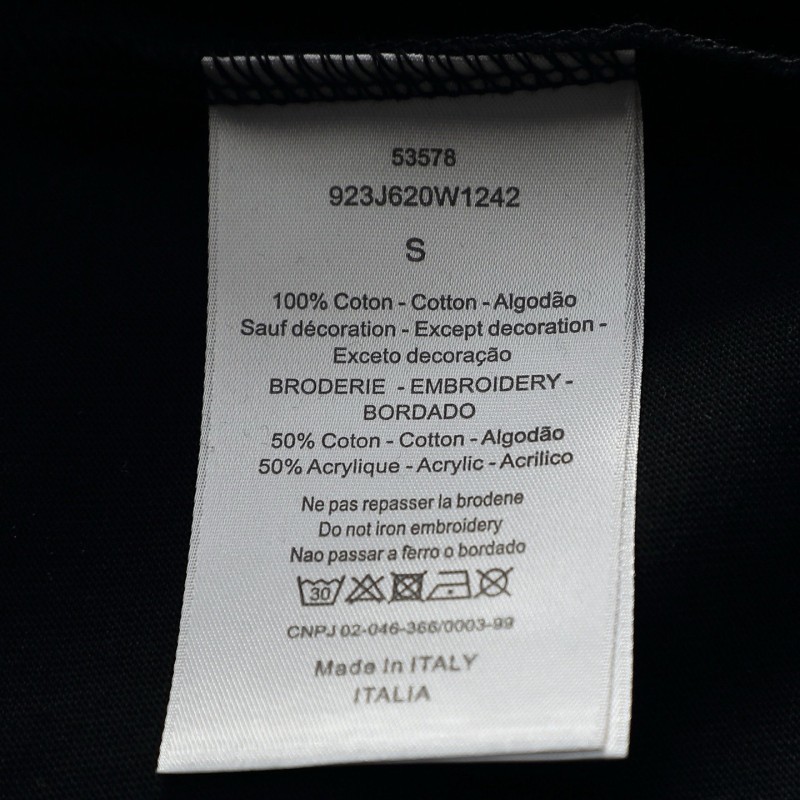 53578
923J620W1242
S
100% Coton - Cotton - Algodão
Sauf décoration - Except decoration -
Exceto decoração
BRODERIE - EMBROIDERY -
BORDADO
50% Coton - Cotton - Algodão
50% Acrylique - Acrylic - Acrilico
Ne pas repasser la brodene
Do not iron embroidery
Nao passar a ferro o bordado
30
CNPJ 02-046-366/0003-99
Made In ITALY
ITALIA